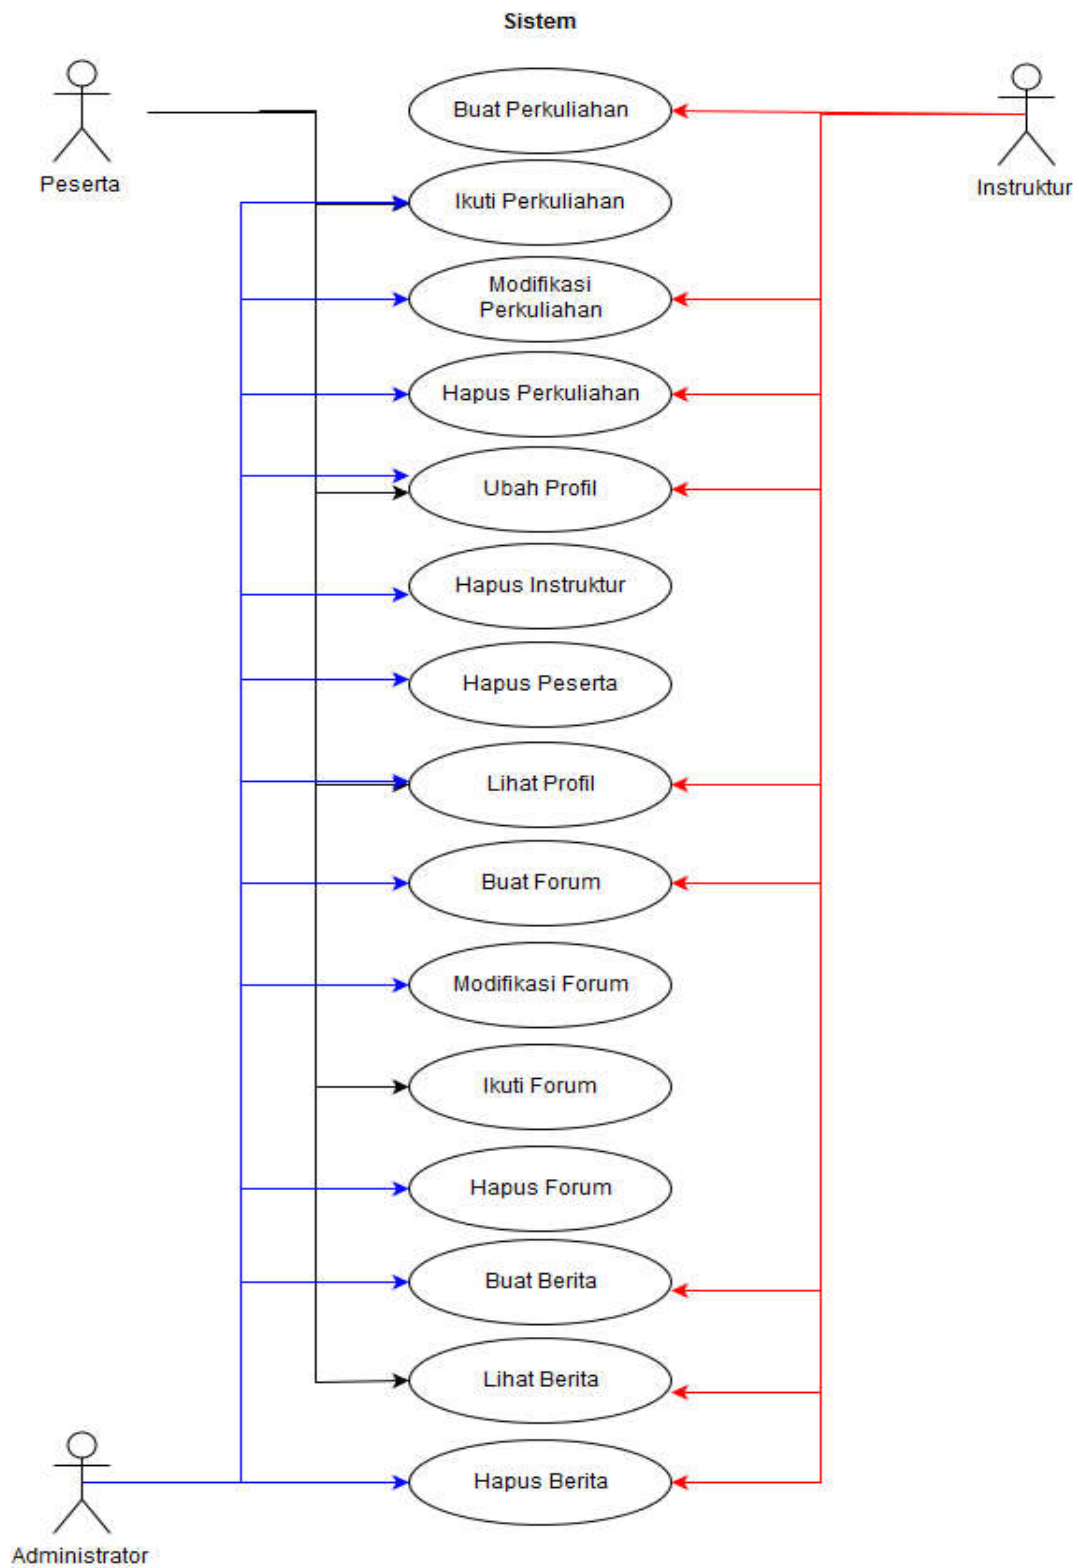 Sistem
Peserta
Instruktur
Buat Perkuliahan
Ikuti Perkuliahan
Modifikasi
Perkuliahan
Hapus Perkuliahan
Ubah Profil
Hapus Instruktur
Hapus Peserta
Lihat Profil
Buat Forum
Modifikasi Forum
Ikuti Forum
Hapus Forum
Buat Berita
Lihat Berita
Hapus Berita
Administrator